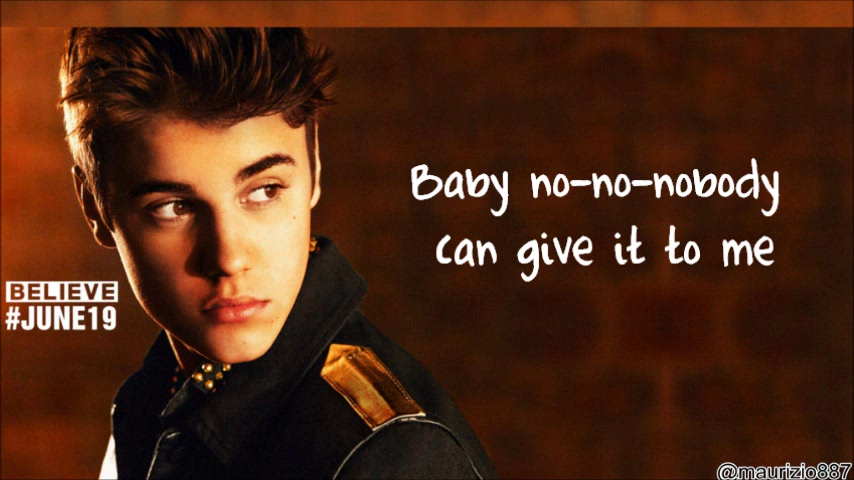 Baby no-no-nobody
can give it to me
BELIEVE
#JUNE19
@maurizio887